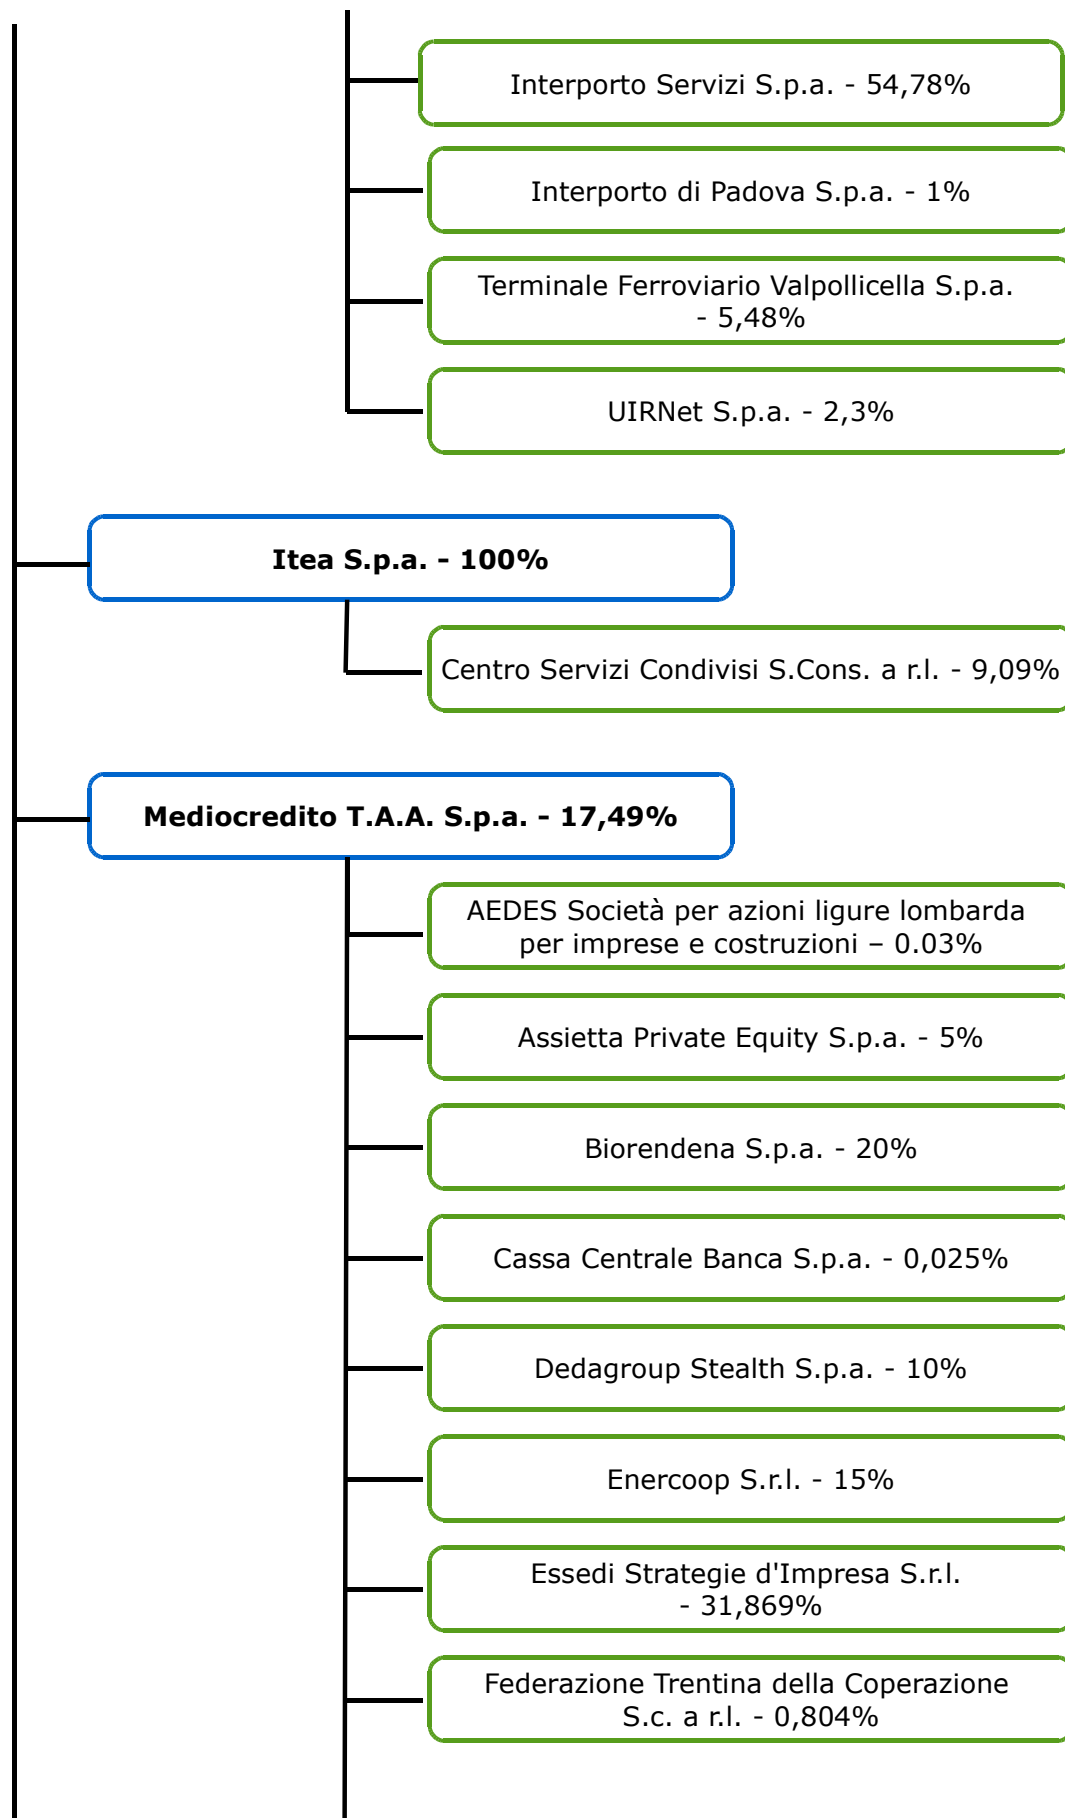 Interporto Servizi S.p.a. - 54,78%
Interporto di Padova S.p.a. - 1%
Terminale Ferroviario Valpollicella S.p.a.
- 5,48%
UIRNet S.p.a. - 2,3%
Itea S.p.a. - 100%
Centro Servizi Condivisi S.Cons. a r.l. - 9,09%
Mediocredito T.A.A. S.p.a. - 17,49%
AEDES Società per azioni ligure lombarda
per imprese e costruzioni – 0.03%
Assietta Private Equity S.p.a. - 5%
Biorendena S.p.a. - 20%
Cassa Centrale Banca S.p.a. - 0,025%
Dedagroup Stealth S.p.a. - 10%
Enercoop S.r.l. - 15%
Essedi Strategie d'Impresa S.r.l.
- 31,869%
Federazione Trentina della Coperazione
S.c. a r.l. - 0,804%